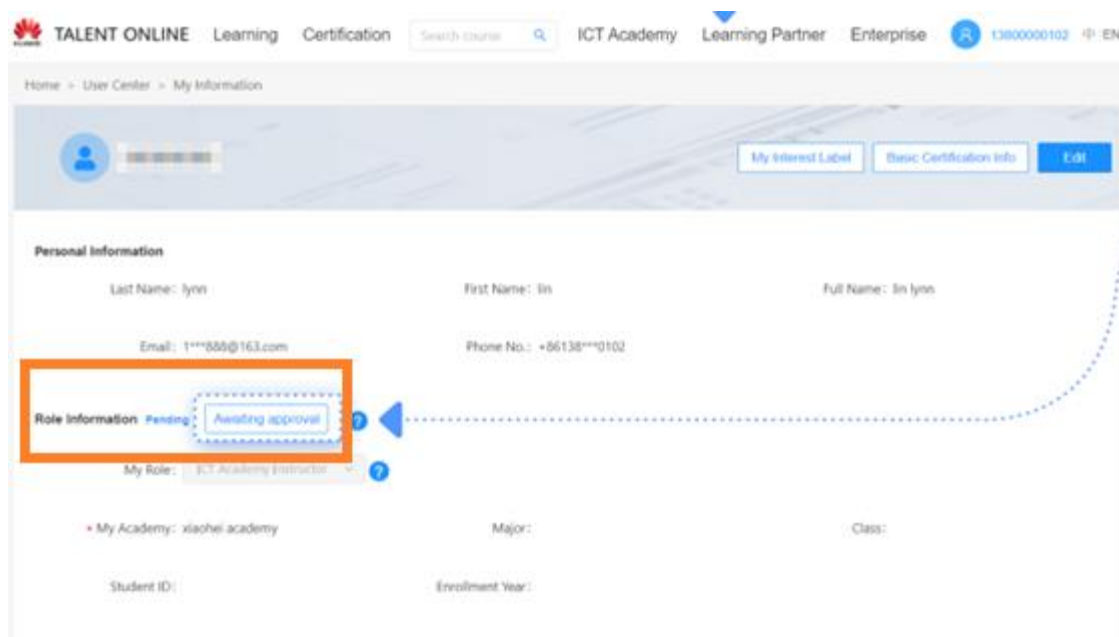 HUAWEI TALENT ONLINE Learning Certification Search course ICT Academy Learning Partner Enterprise 13800000102 中 EN
Home > User Center > My Information
My Interest Label Basic Certification Info Edit
Personal Information
Last Name: lynn First Name: lin Full Name: lin lynn
Email: 1***888@163.com Phone No.: +86138***0102
Role Information Pending Awaiting approval ?
My Role: ICT Academy Instructor ?
* My Academy: xiaohei academy Major: Class:
Student ID: Enrollment Year: